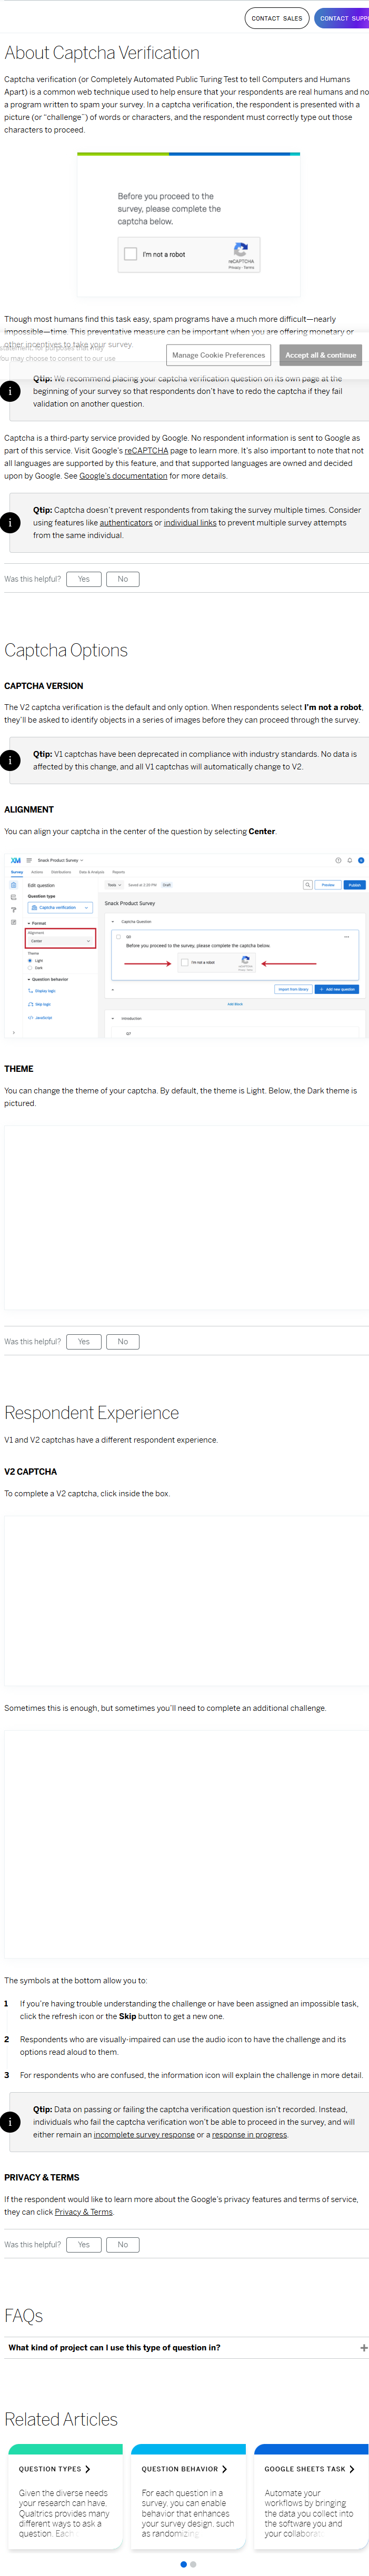 CONTACT SALES
CONTACT SUPP
About Captcha Verification
Captcha verification (or Completely Automated Public Turing Test to tell Computers and Humans
Apart) is a common web technique used to help ensure that your respondents are real humans and no
a program written to spam your survey. In a captcha verification, the respondent is presented with a
picture (or “challenge”) of words or characters, and the respondent must correctly type out those
characters to proceed.
Before you proceed to the
survey, please complete the
captcha below.
I'm not a robot
reCAPTCHA
Privacy - Terms
Though most humans find this task easy, spam programs have a much more difficult—nearly
impossible—time. This preventative measure can be important when you are offering monetary or
other incentives to take your survey.
You may choose to consent to our use
Manage Cookie Preferences
Accept all & continue
Qtip: We recommend placing your captcha verification question on its own page at the
beginning of your survey so that respondents don’t have to redo the captcha if they fail
validation on another question.
Captcha is a third-party service provided by Google. No respondent information is sent to Google as
part of this service. Visit Google’s reCAPTCHA page to learn more. It’s also important to note that not
all languages are supported by this feature, and that supported languages are owned and decided
upon by Google. See Google’s documentation for more details.
Qtip: Captcha doesn’t prevent respondents from taking the survey multiple times. Consider
using features like authenticators or individual links to prevent multiple survey attempts
from the same individual.
Was this helpful? Yes No
Captcha Options
CAPTCHA VERSION
The V2 captcha verification is the default and only option. When respondents select I’m not a robot,
they’ll be asked to identify objects in a series of images before they can proceed through the survey.
Qtip: V1 captchas have been deprecated in compliance with industry standards. No data is
affected by this change, and all V1 captchas will automatically change to V2.
ALIGNMENT
You can align your captcha in the center of the question by selecting Center.
XM Snack Product Survey
Survey Actions Distributions Data & Analysis Reports
Edit question
Tools Saved at 2:20 PM Draft
Preview Publish
Question type
Captcha verification
Snack Product Survey
Format
Alignment
Center
Theme
Light
Dark
Question behavior
Display logic
Skip logic
JavaScript
Captcha Question
Before you proceed to the survey, please complete the captcha below.
I'm not a robot
Import from library
Add new question
Add Block
Introduction
Q7
THEME
You can change the theme of your captcha. By default, the theme is Light. Below, the Dark theme is
pictured.
Was this helpful? Yes No
Respondent Experience
V1 and V2 captchas have a different respondent experience.
V2 CAPTCHA
To complete a V2 captcha, click inside the box.
Sometimes this is enough, but sometimes you’ll need to complete an additional challenge.
The symbols at the bottom allow you to:
1 If you’re having trouble understanding the challenge or have been assigned an impossible task,
click the refresh icon or the Skip button to get a new one.
2 Respondents who are visually-impaired can use the audio icon to have the challenge and its
options read aloud to them.
3 For respondents who are confused, the information icon will explain the challenge in more detail.
Qtip: Data on passing or failing the captcha verification question isn’t recorded. Instead,
individuals who fail the captcha verification won’t be able to proceed in the survey, and will
either remain an incomplete survey response or a response in progress.
PRIVACY & TERMS
If the respondent would like to learn more about the Google’s privacy features and terms of service,
they can click Privacy & Terms.
Was this helpful? Yes No
FAQs
What kind of project can I use this type of question in?
Related Articles
QUESTION TYPES
Given the diverse needs
your research can have,
Qualtrics provides many
different ways to ask a
question. Each
QUESTION BEHAVIOR
For each question in a
survey, you can enable
behavior that enhances
your survey design, such
as randomizing
GOOGLE SHEETS TASK
Automate your
workflows by bringing
the data you collect into
the software you and
your collaborat